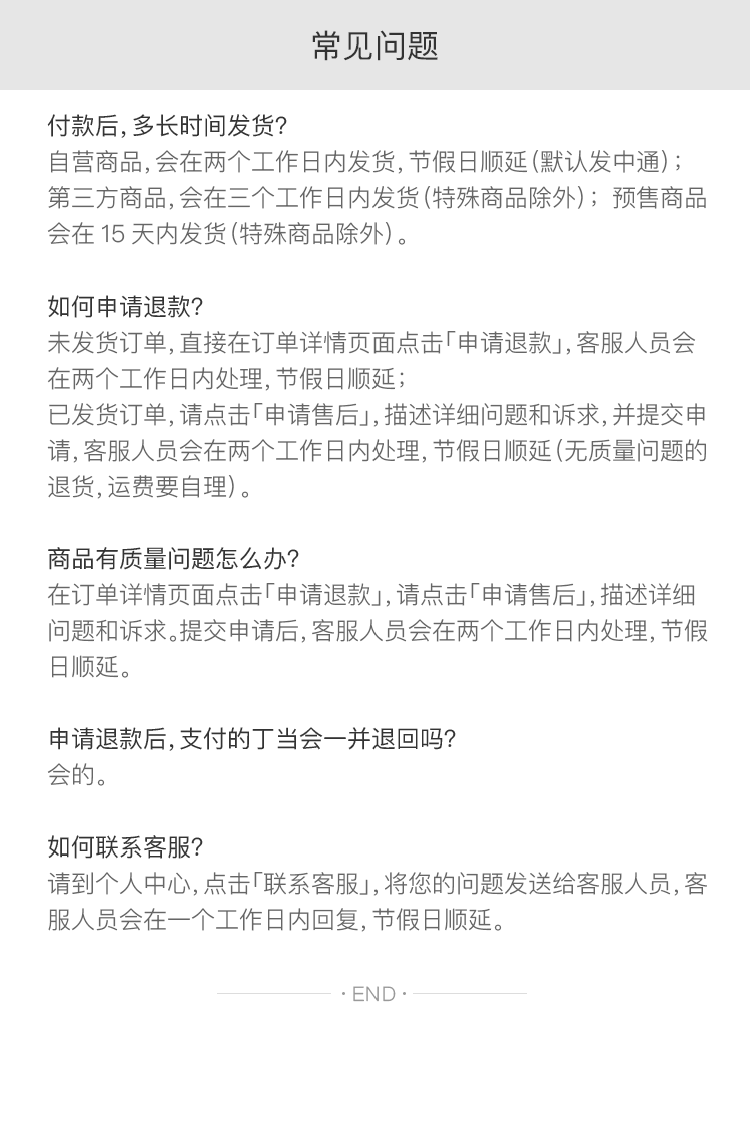 常见问题
付款后,多长时间发货?
自营商品,会在两个工作日内发货,节假日顺延(默认发中通);
第三方商品,会在三个工作日内发货(特殊商品除外);预售商品
会在 15 天内发货(特殊商品除外)。
如何申请退款?
未发货订单,直接在订单详情页面点击「申请退款」,客服人员会
在两个工作日内处理,节假日顺延;
已发货订单,请点击「申请售后」,描述详细问题和诉求,并提交申
请,客服人员会在两个工作日内处理,节假日顺延(无质量问题的
退货,运费要自理)。
商品有质量问题怎么办?
在订单详情页面点击「申请退款」,请点击「申请售后」,描述详细
问题和诉求。提交申请后,客服人员会在两个工作日内处理,节假
日顺延。
申请退款后,支付的丁当会一并退回吗?
会的。
如何联系客服?
请到个人中心,点击「联系客服」,将您的问题发送给客服人员,客
服人员会在一个工作日内回复,节假日顺延。
· END ·